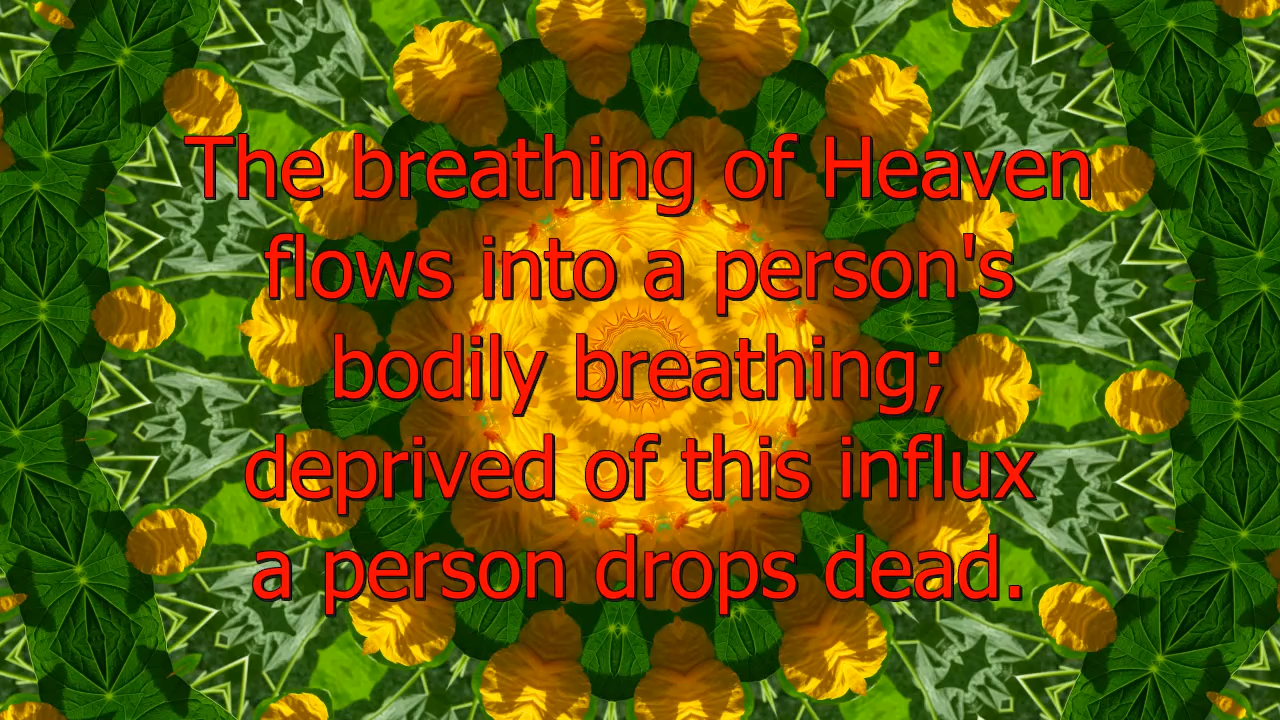 The breathing of Heaven
flows into a person's
bodily breathing;
deprived of this influx
a person drops dead.